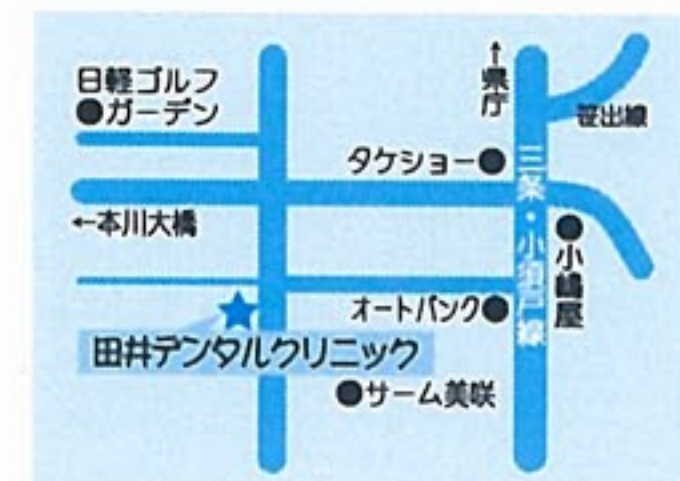 日軽ゴルフ
●ガーデン
↑県庁
笹出線
タケショー●
三条・小須戸線
←本川大橋
●小嶋屋
オートバンク●
★
田井デンタルクリニック
●サーム美咲